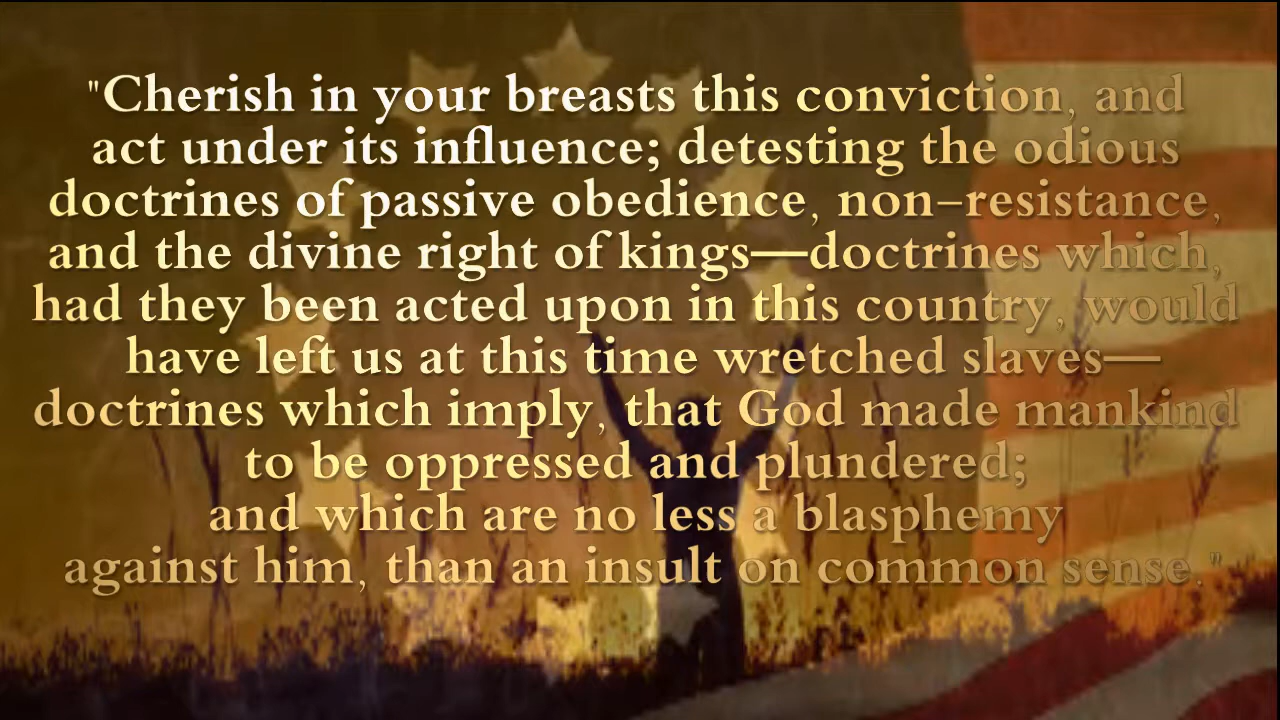 "Cherish in your breasts this conviction, and
act under its influence; detesting the odious
doctrines of passive obedience, non-resistance,
and the divine right of kings—doctrines which,
had they been acted upon in this country, would
have left us at this time wretched slaves—
doctrines which imply, that God made mankind
to be oppressed and plundered;
and which are no less a blasphemy
against him, than an insult on common sense."